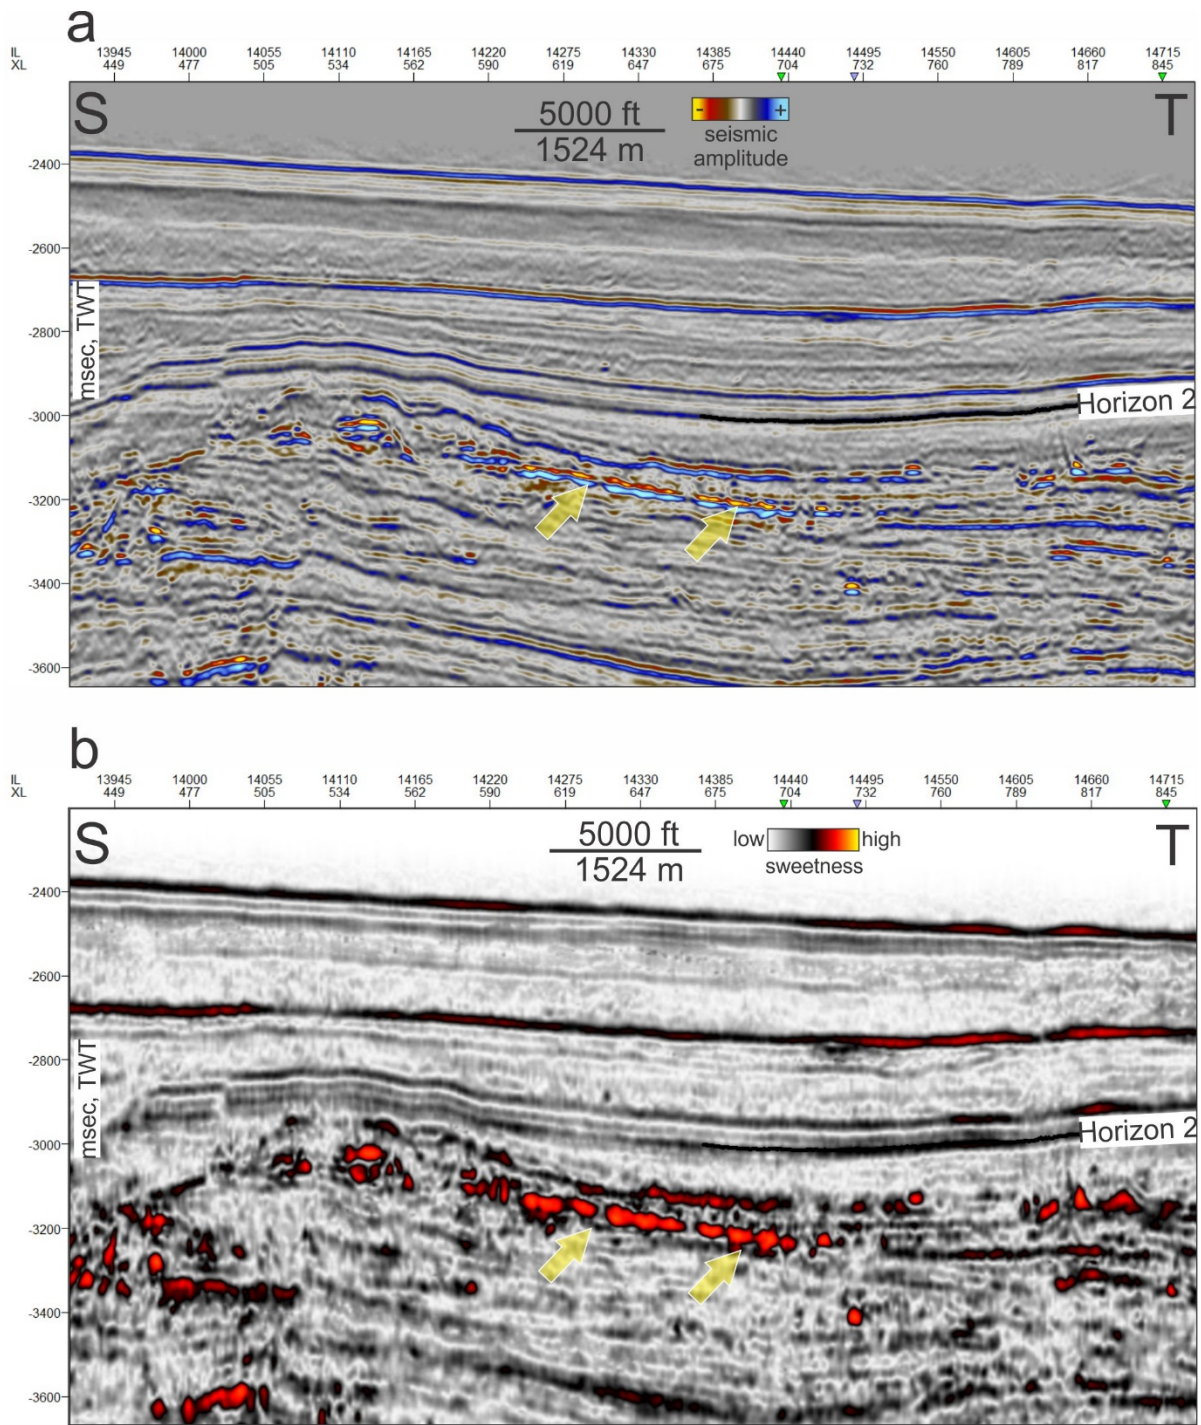 a
IL 13945 14000 14055 14110 14165 14220 14275 14330 14385 14440 14495 14550 14605 14660 14715
XL 449 477 505 534 562 590 619 647 675 704 732 760 789 817 845
S 5000 ft - + T
1524 m seismic
amplitude
-2400
-2600
msec, TWT
-2800
-3000
Horizon 2
-3200
-3400
-3600
b
IL 13945 14000 14055 14110 14165 14220 14275 14330 14385 14440 14495 14550 14605 14660 14715
XL 449 477 505 534 562 590 619 647 675 704 732 760 789 817 845
S 5000 ft low high T
1524 m sweetness
-2400
-2600
msec, TWT
-2800
-3000
Horizon 2
-3200
-3400
-3600